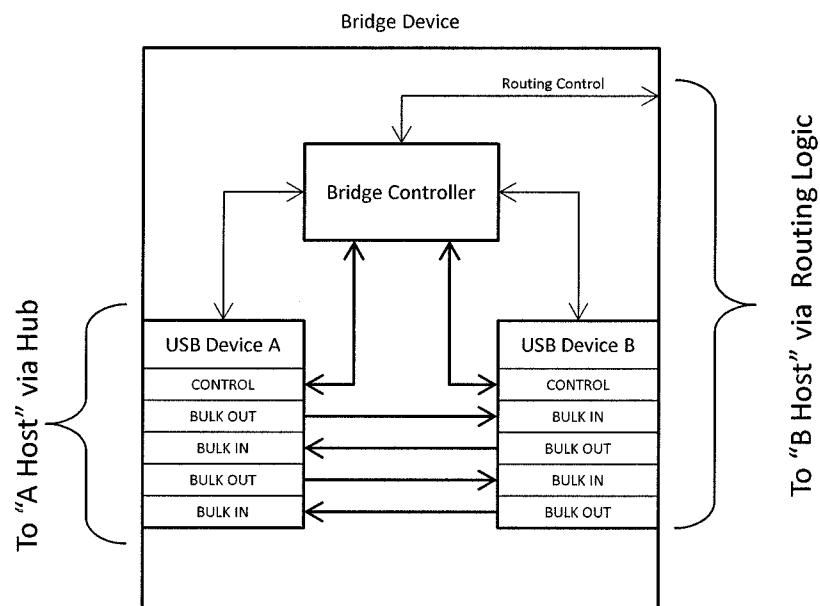 Bridge Device
Routing Control
Bridge Controller
To “A Host” via Hub
USB Device A
CONTROL
BULK OUT
BULK IN
BULK OUT
BULK IN
USB Device B
CONTROL
BULK IN
BULK OUT
BULK IN
BULK OUT
To “B Host” via Routing Logic